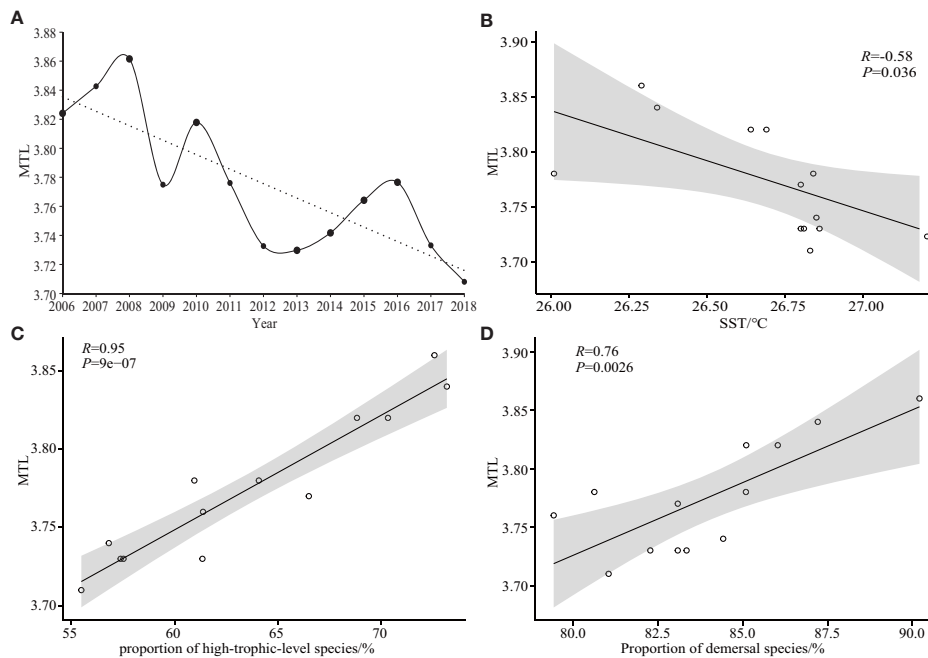 A
3.88
3.86
3.84
3.82
3.80
3.78
3.76
3.74
3.72
3.70
MTL
2006 2007 2008 2009 2010 2011 2012 2013 2014 2015 2016 2017 2018
Year
B
R=-0.58
P=0.036
3.90
3.85
3.80
3.75
3.70
MTL
26.00 26.25 26.50 26.75 27.00
SST/°C
C
R=0.95
P=9e−07
3.85
3.80
3.75
3.70
MTL
55 60 65 70
proportion of high-trophic-level species/%
D
R=0.76
P=0.0026
3.90
3.85
3.80
3.75
3.70
MTL
80.0 82.5 85.0 87.5 90.0
Proportion of demersal species/%